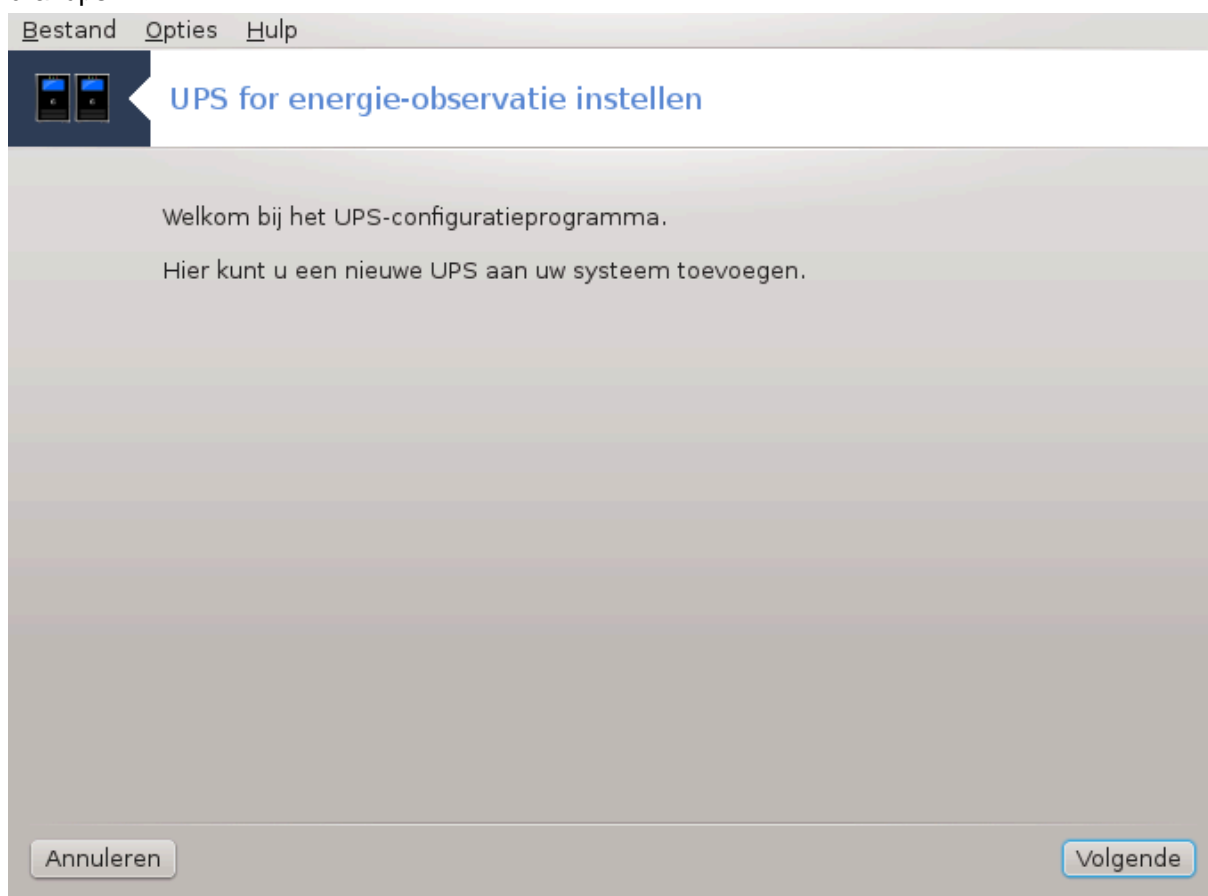 Bestand Opties Hulp
UPS for energie-observatie instellen
Welkom bij het UPS-configuratieprogramma.
Hier kunt u een nieuwe UPS aan uw systeem toevoegen.
Annuleren Volgende